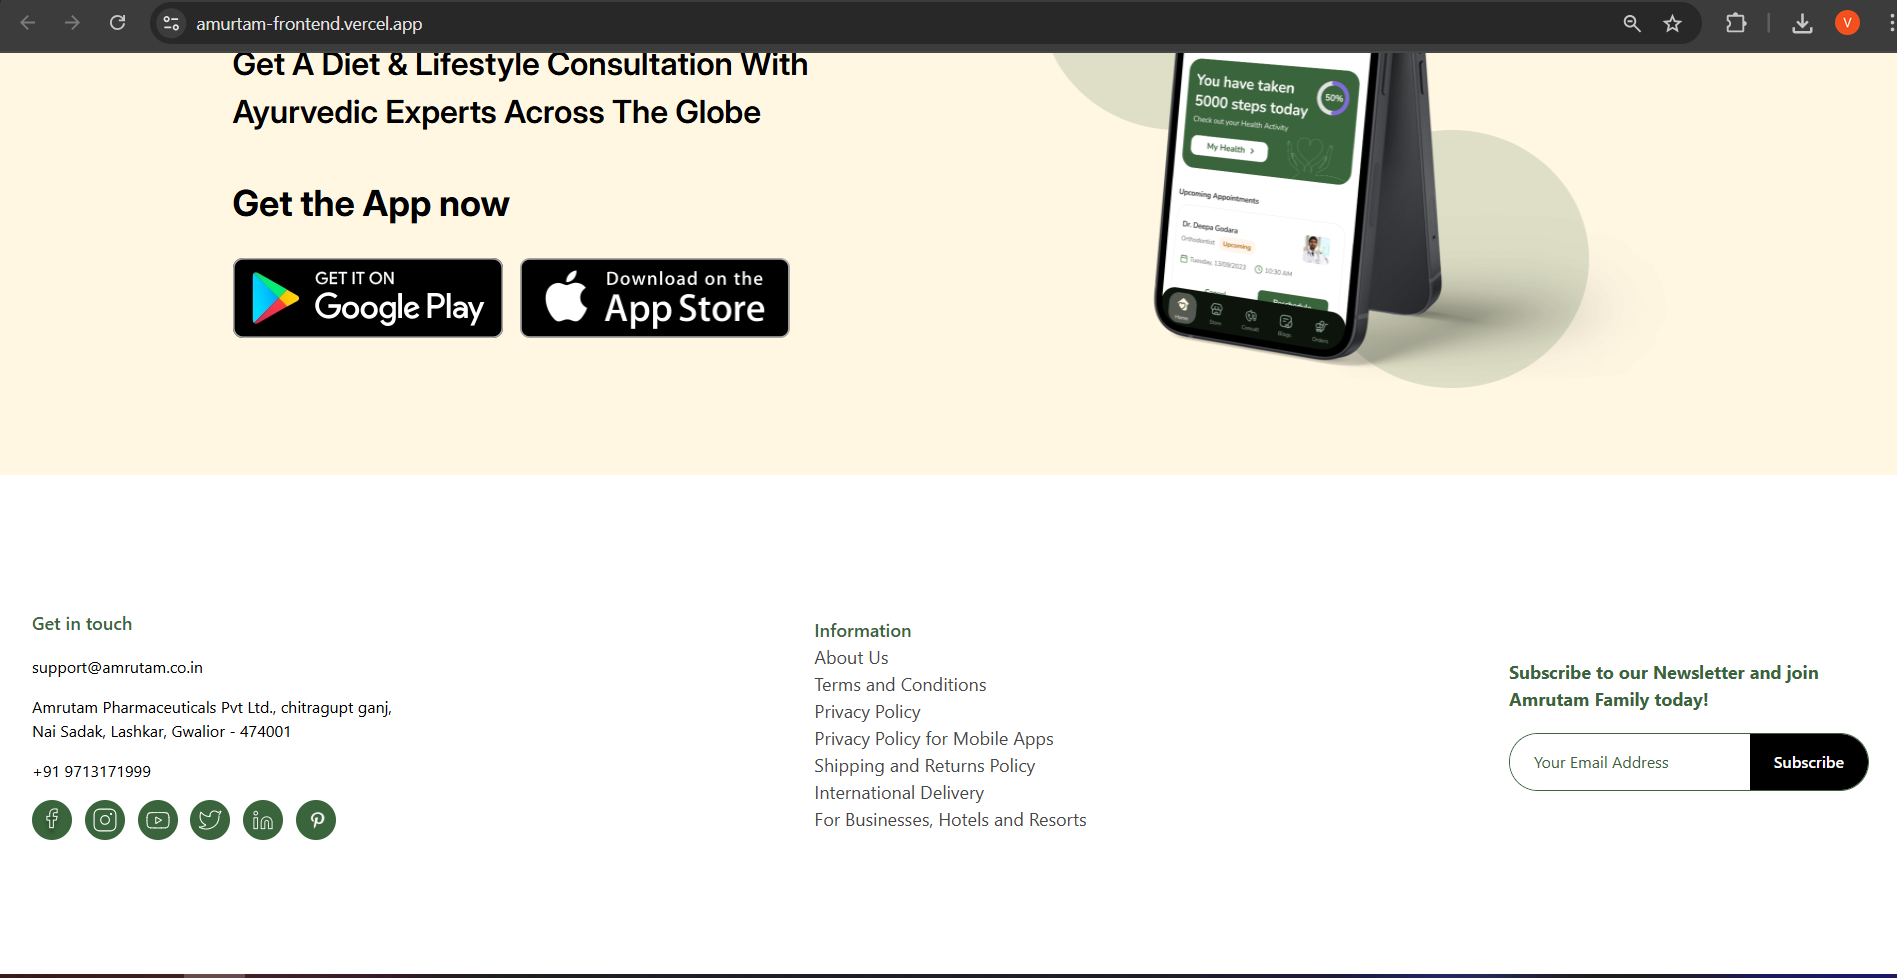 amurtam-frontend.vercel.app
V
Get A Diet & Lifestyle Consultation With
Ayurvedic Experts Across The Globe
Get the App now
GET IT ON
Google Play
Download on the
App Store
You have taken
5000 steps today
50%
Check out your Health Activity
My Health >
Upcoming Appointments
Dr. Deepa Godara
Orthodontist Upcoming
Tuesday, 13/09/2023 10:30 AM
Cancel Reschedule
Home Store Consult Blogs Orders
Get in touch
support@amrutam.co.in
Amrutam Pharmaceuticals Pvt Ltd., chitragupt ganj,
Nai Sadak, Lashkar, Gwalior - 474001
+91 9713171999
Information
About Us
Terms and Conditions
Privacy Policy
Privacy Policy for Mobile Apps
Shipping and Returns Policy
International Delivery
For Businesses, Hotels and Resorts
Subscribe to our Newsletter and join
Amrutam Family today!
Your Email Address Subscribe